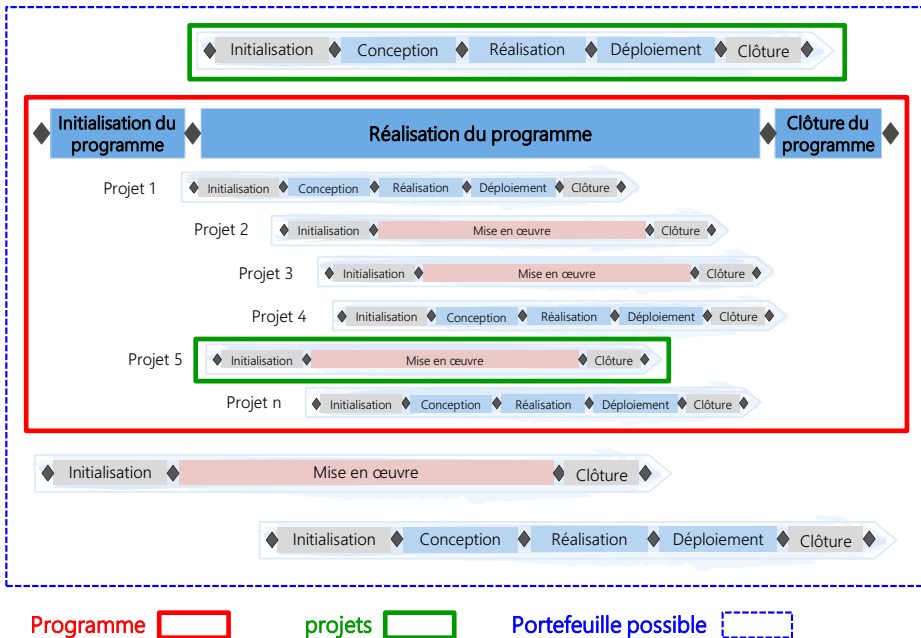 Initialisation Conception Réalisation Déploiement Clôture
Initialisation du programme Réalisation du programme Clôture du programme
Projet 1 Initialisation Conception Réalisation Déploiement Clôture
Projet 2 Initialisation Mise en œuvre Clôture
Projet 3 Initialisation Mise en œuvre Clôture
Projet 4 Initialisation Conception Réalisation Déploiement Clôture
Projet 5 Initialisation Mise en œuvre Clôture
Projet n Initialisation Conception Réalisation Déploiement Clôture
Initialisation Mise en œuvre Clôture
Initialisation Conception Réalisation Déploiement Clôture
Programme projets Portefeuille possible